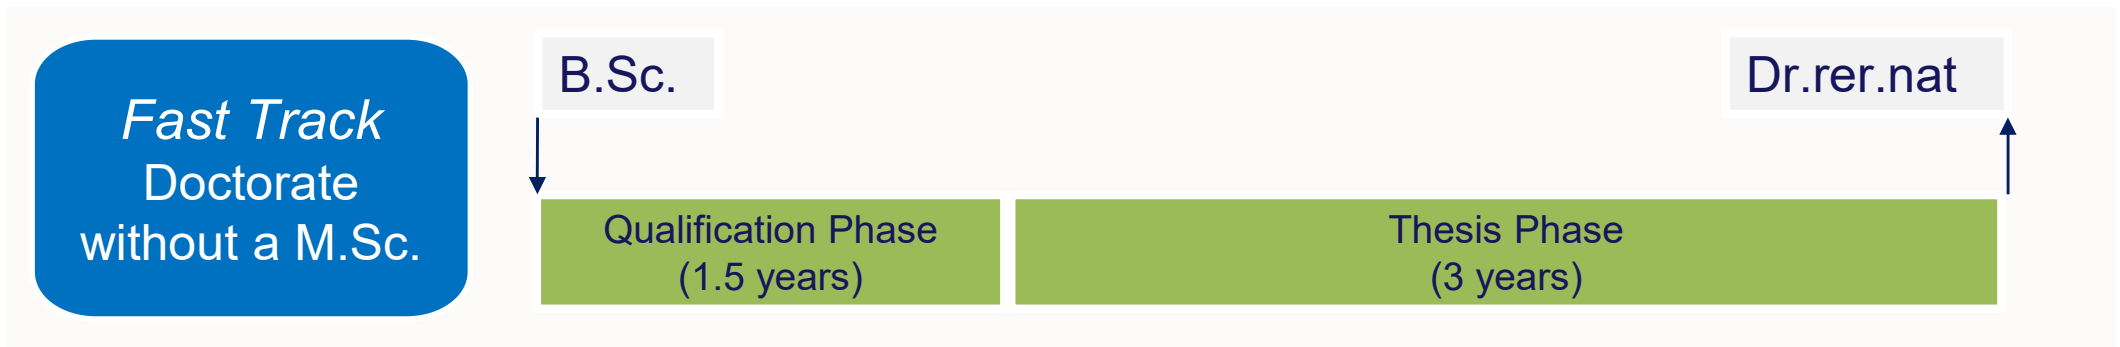 Fast Track
Doctorate
without a M.Sc.
B.Sc.
Dr.rer.nat
Qualification Phase
(1.5 years)
Thesis Phase
(3 years)